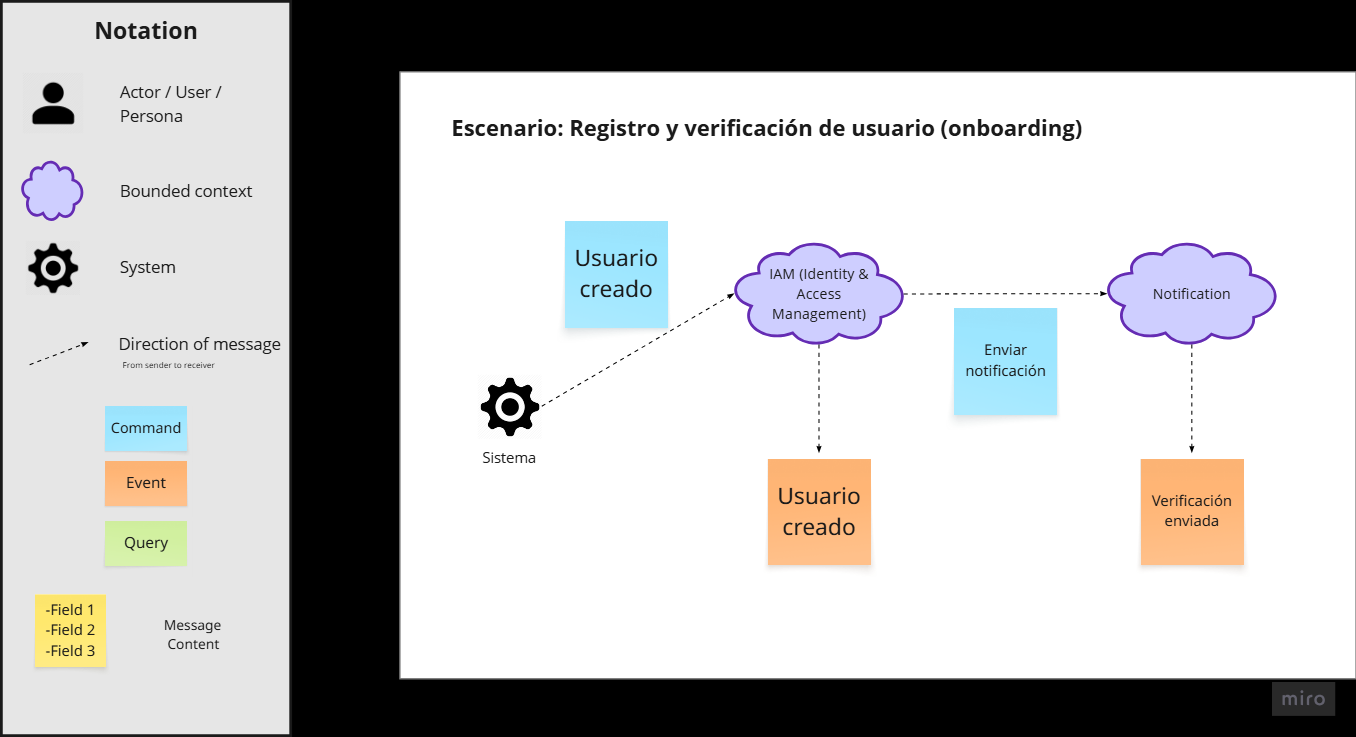 Notation
Actor / User /
Persona
Bounded context
System
Direction of message
From sender to receiver
Command
Event
Query
-Field 1
-Field 2
-Field 3
Message
Content
Escenario: Registro y verificación de usuario (onboarding)
Usuario
creado
IAM (Identity &
Access
Management)
Notification
Enviar
notificación
Sistema
Usuario
creado
Verificación
enviada
miro